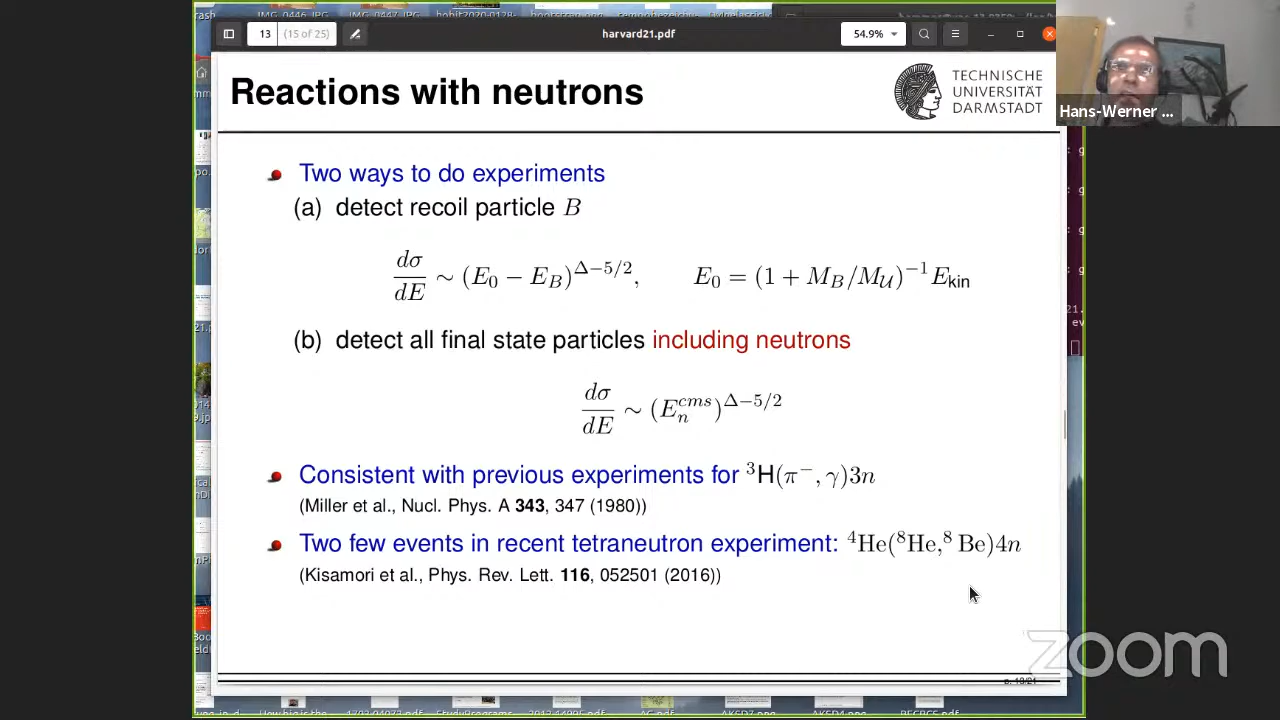 13 (15 of 25) harvard21.pdf 54.9%
Reactions with neutrons
TECHNISCHE
UNIVERSITÄT
DARMSTADT
Hans-Werner ...
Two ways to do experiments
(a) detect recoil particle B
dσ/dE ∼ (E₀ − E_B)^{Δ−5/2}, E₀ = (1 + M_B/M_𝒰)^{−1} E_kin
(b) detect all final state particles including neutrons
dσ/dE ∼ (E_n^{cms})^{Δ−5/2}
Consistent with previous experiments for ³H(π⁻, γ)3n
(Miller et al., Nucl. Phys. A 343, 347 (1980))
Two few events in recent tetraneutron experiment: ⁴He(⁸He,⁸ Be)4n
(Kisamori et al., Phys. Rev. Lett. 116, 052501 (2016))
zoom